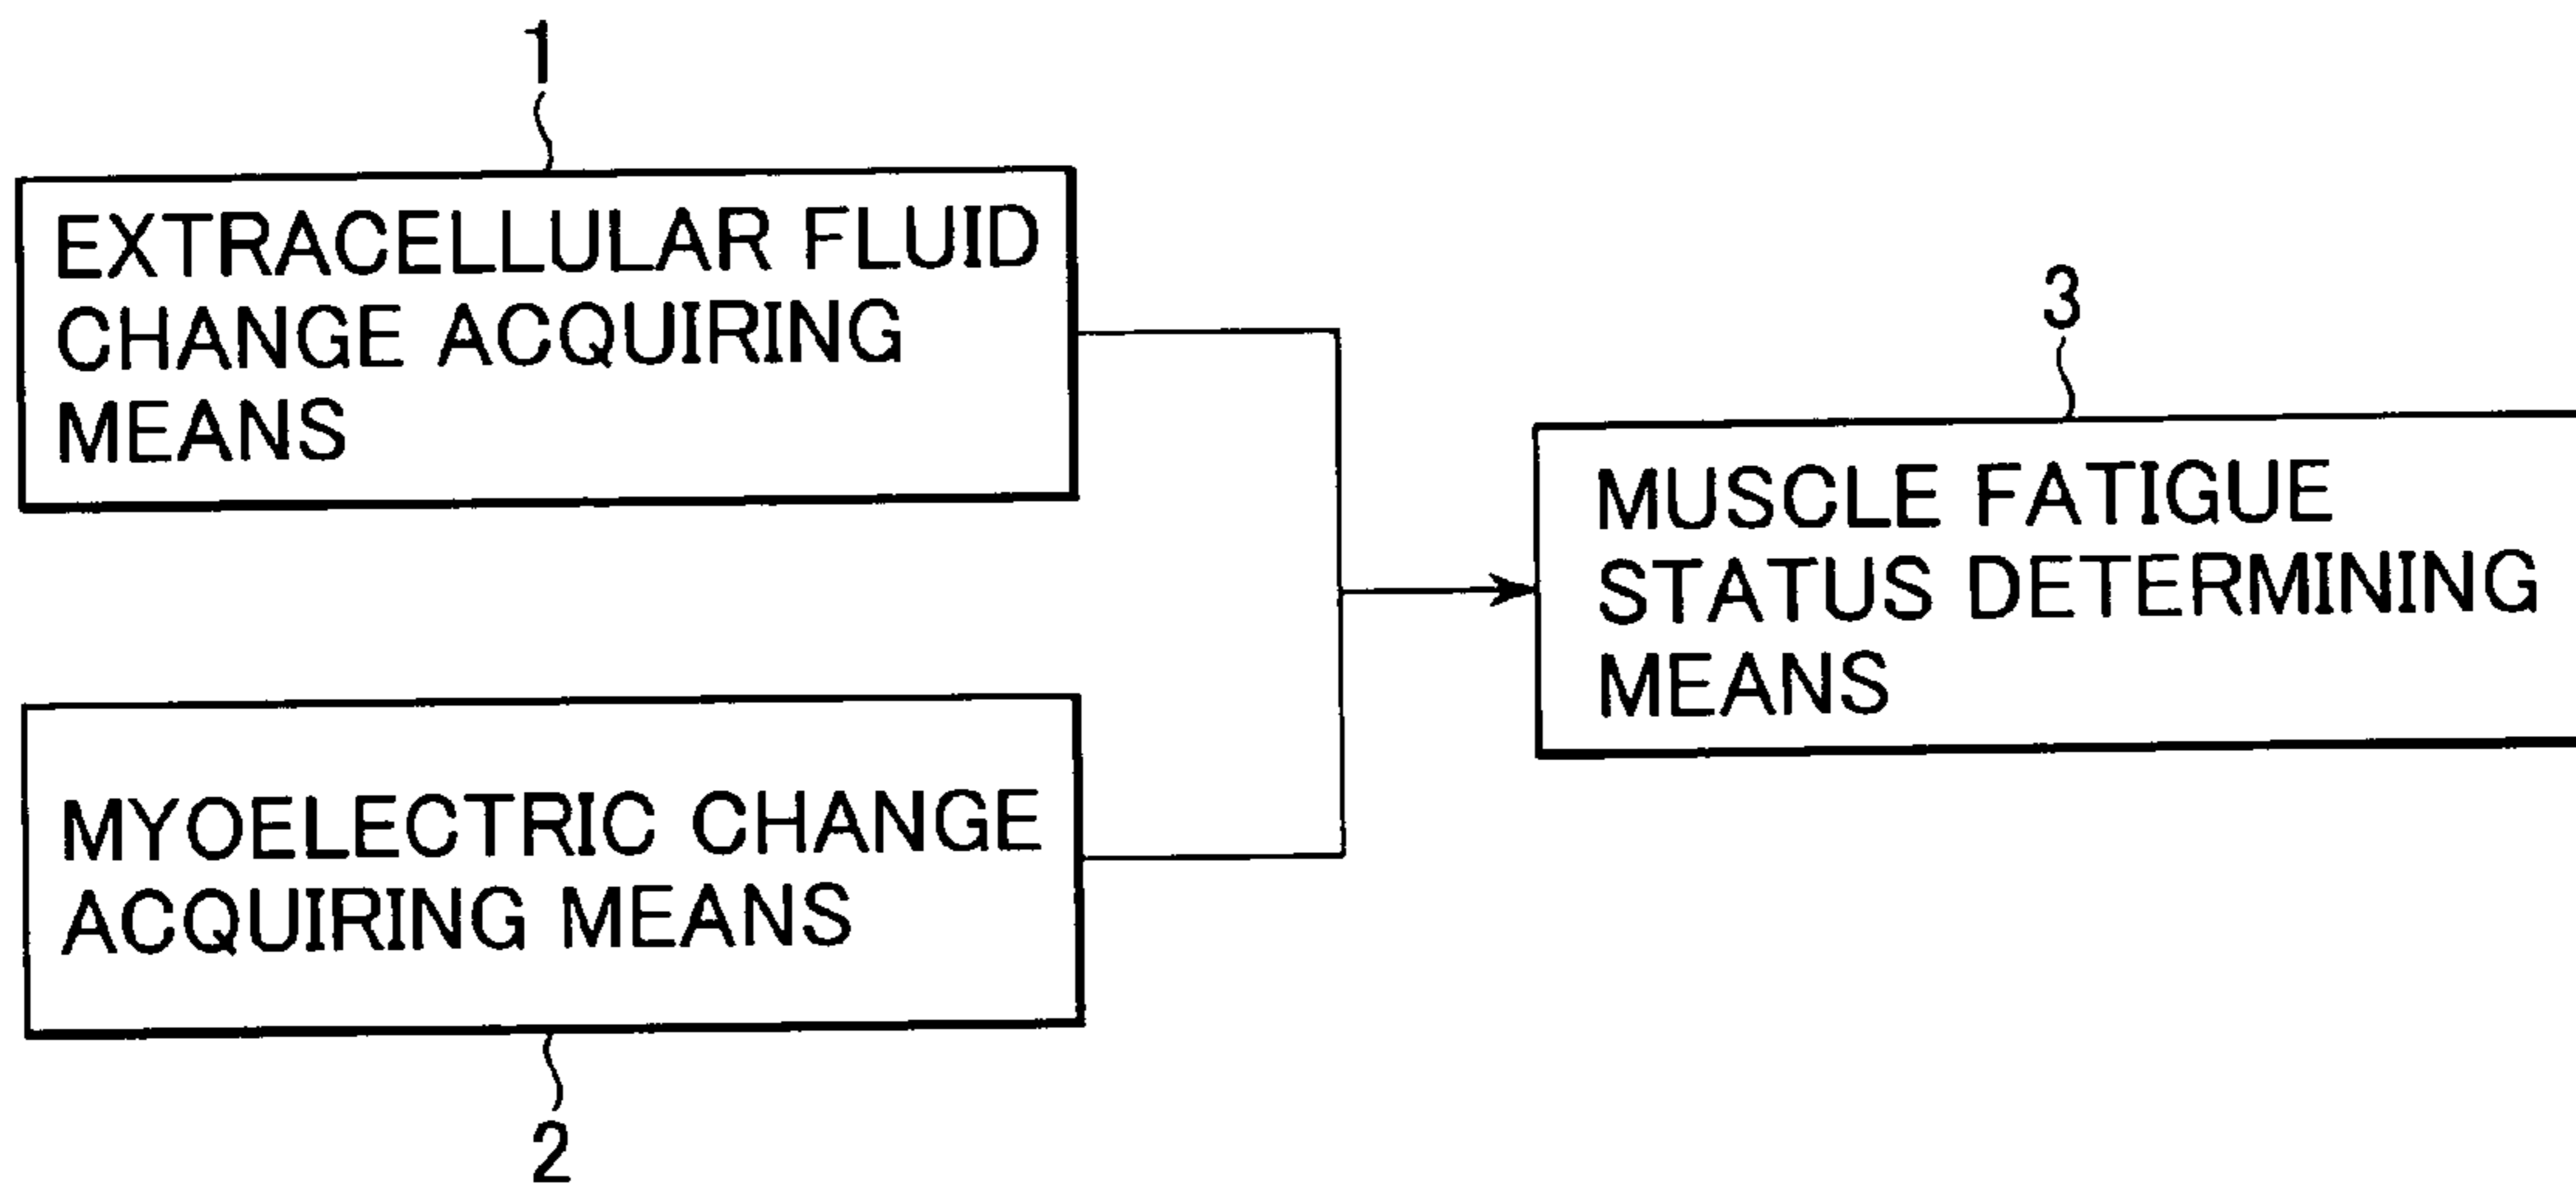 1
EXTRACELLULAR FLUID
CHANGE ACQUIRING
MEANS
3
MUSCLE FATIGUE
STATUS DETERMINING
MEANS
MYOELECTRIC CHANGE
ACQUIRING MEANS
2